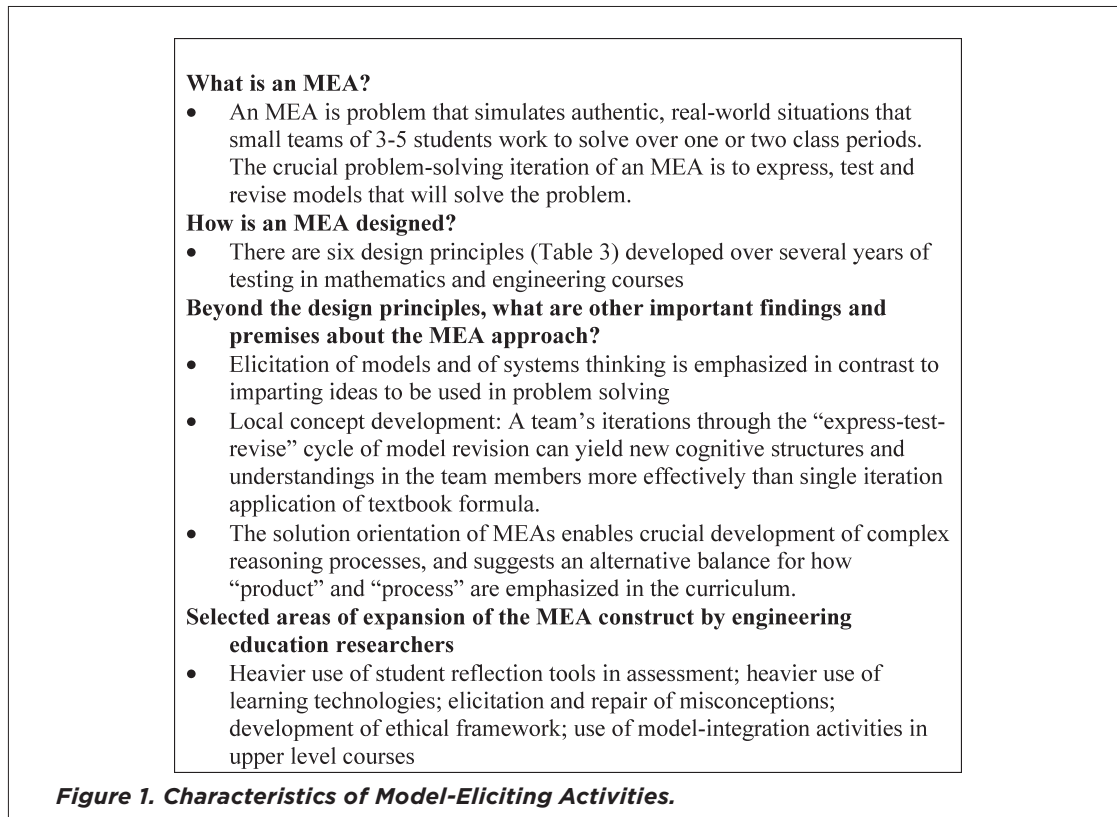 What is an MEA?
• An MEA is problem that simulates authentic, real-world situations that
small teams of 3-5 students work to solve over one or two class periods.
The crucial problem-solving iteration of an MEA is to express, test and
revise models that will solve the problem.
How is an MEA designed?
• There are six design principles (Table 3) developed over several years of
testing in mathematics and engineering courses
Beyond the design principles, what are other important findings and
premises about the MEA approach?
• Elicitation of models and of systems thinking is emphasized in contrast to
imparting ideas to be used in problem solving
• Local concept development: A team’s iterations through the “express-test-
revise” cycle of model revision can yield new cognitive structures and
understandings in the team members more effectively than single iteration
application of textbook formula.
• The solution orientation of MEAs enables crucial development of complex
reasoning processes, and suggests an alternative balance for how
“product” and “process” are emphasized in the curriculum.
Selected areas of expansion of the MEA construct by engineering
education researchers
• Heavier use of student reflection tools in assessment; heavier use of
learning technologies; elicitation and repair of misconceptions;
development of ethical framework; use of model-integration activities in
upper level courses
Figure 1. Characteristics of Model-Eliciting Activities.